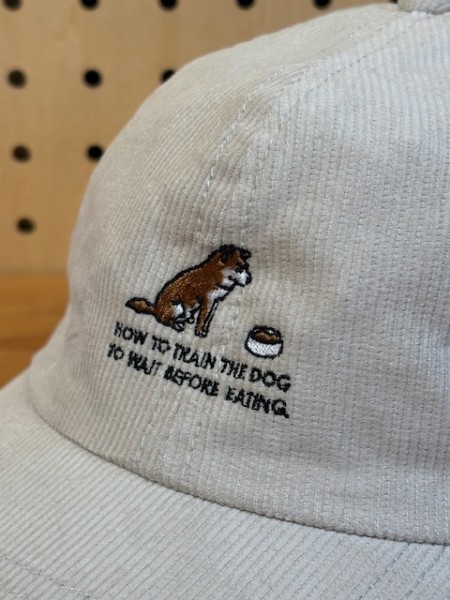 HOW TO TRAIN THE DOG
TO WAIT BEFORE EATING.